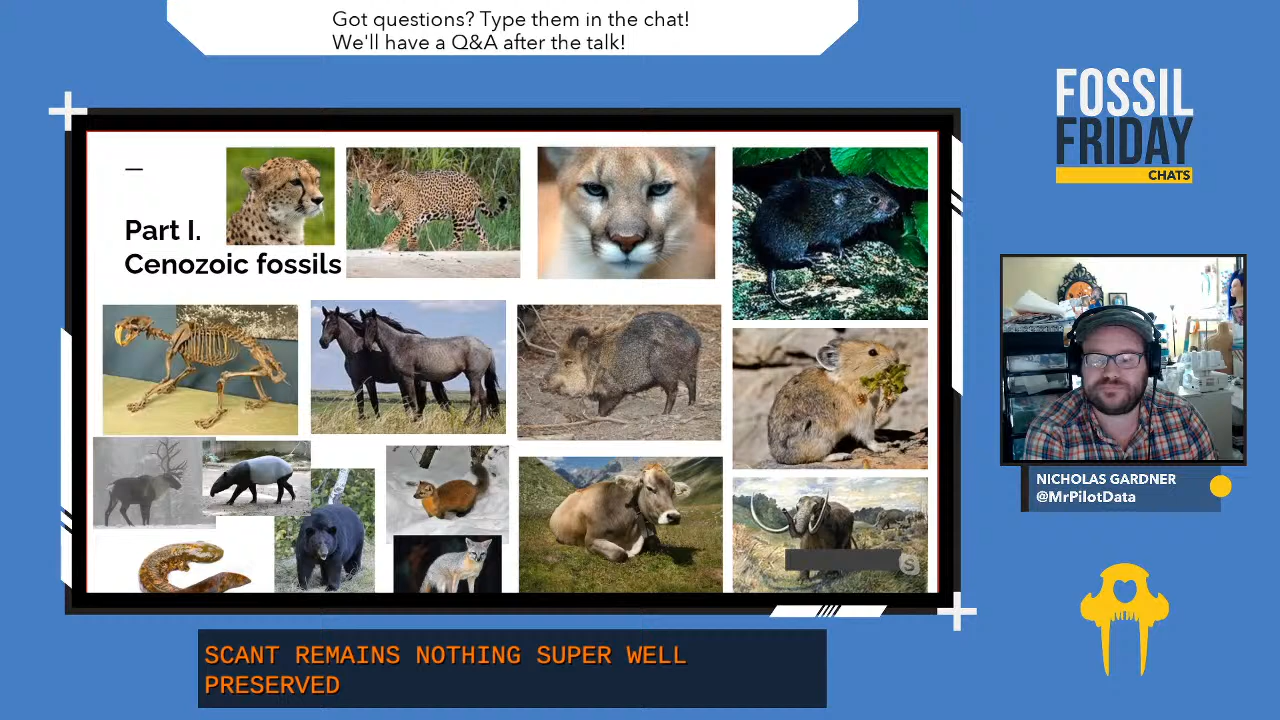 Got questions? Type them in the chat!
We'll have a Q&A after the talk!
FOSSIL
FRIDAY
CHATS
Part I.
Cenozoic fossils
NICHOLAS GARDNER
@MrPilotData
S
SCANT REMAINS NOTHING SUPER WELL
PRESERVED